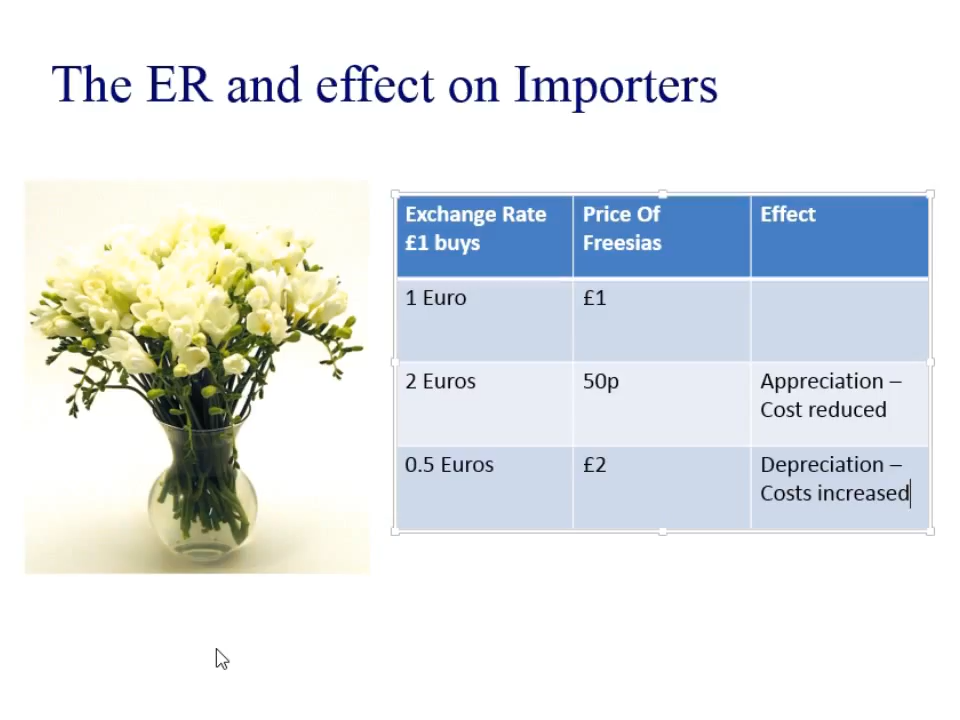 The ER and effect on Importers
Exchange Rate
£1 buys
Price Of
Freesias
Effect
1 Euro
£1
2 Euros
50p
Appreciation –
Cost reduced
0.5 Euros
£2
Depreciation –
Costs increased